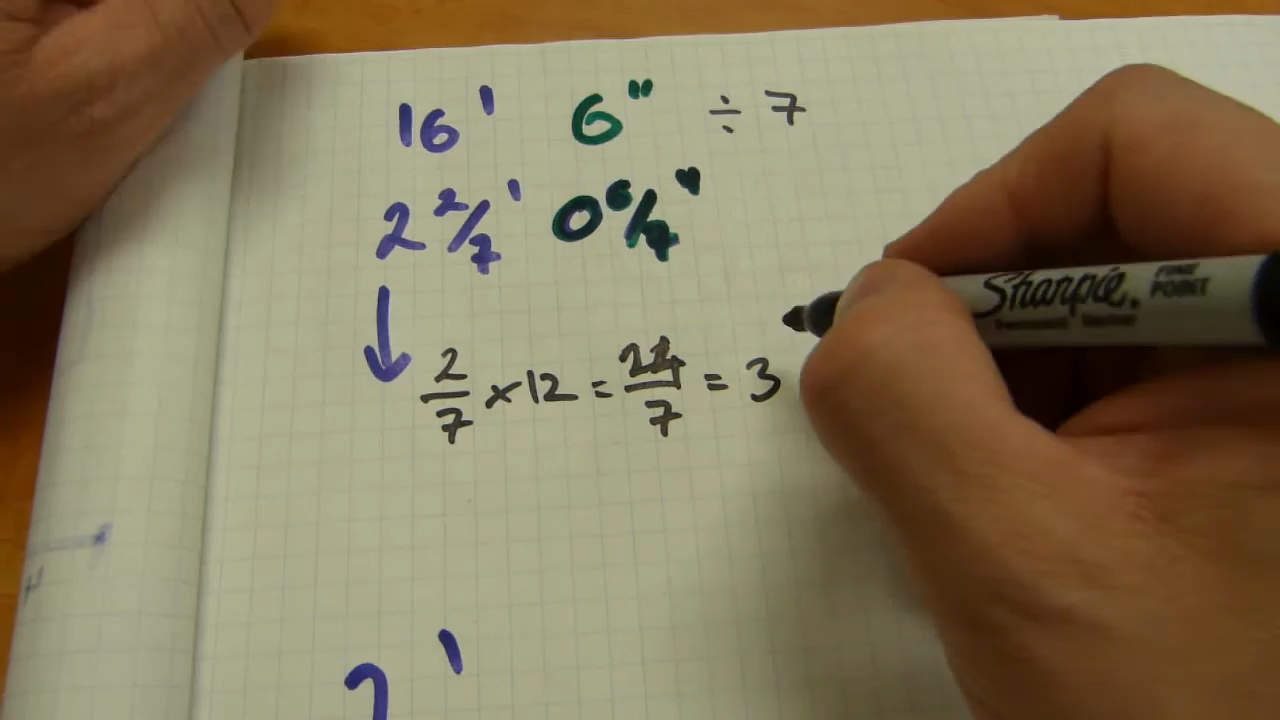 16' 6" ÷ 7
2 2/7' 0 6/7"
2/7 x 12 = 24/7 = 3
2'
Sharpie. FINE POINT